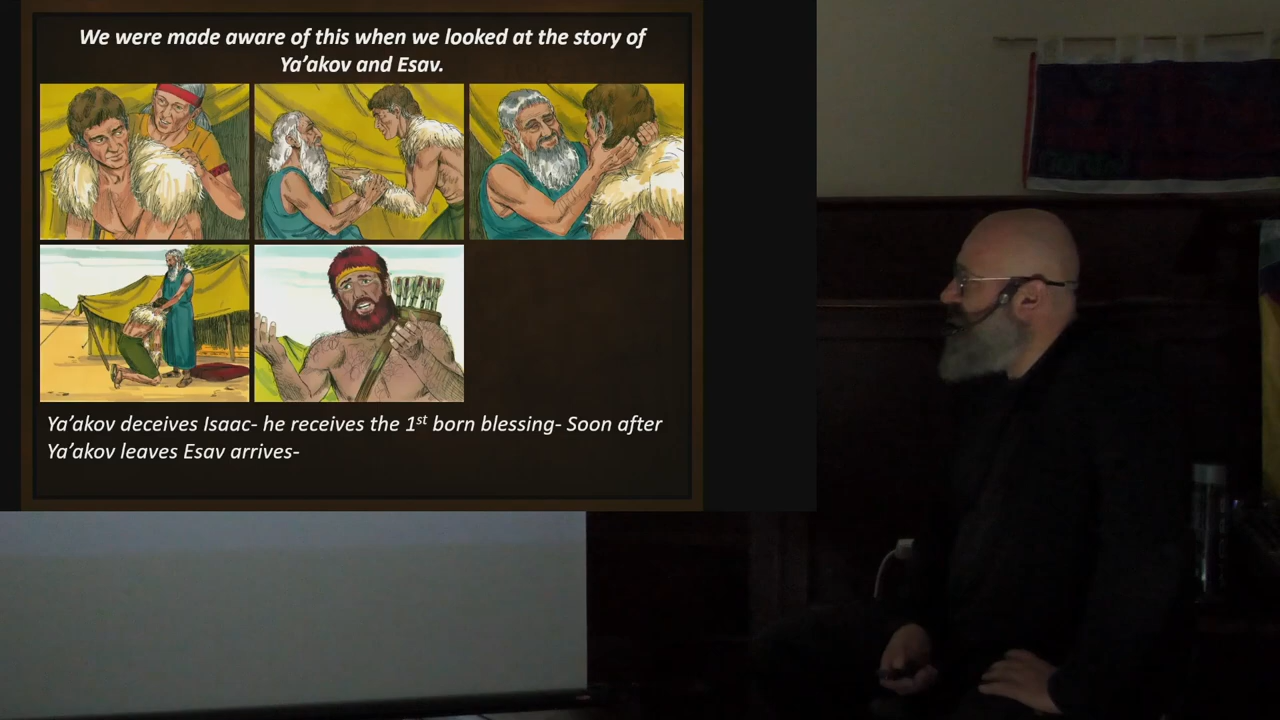 We were made aware of this when we looked at the story of
Ya'akov and Esav.
Ya'akov deceives Isaac- he receives the 1st born blessing- Soon after
Ya'akov leaves Esav arrives-